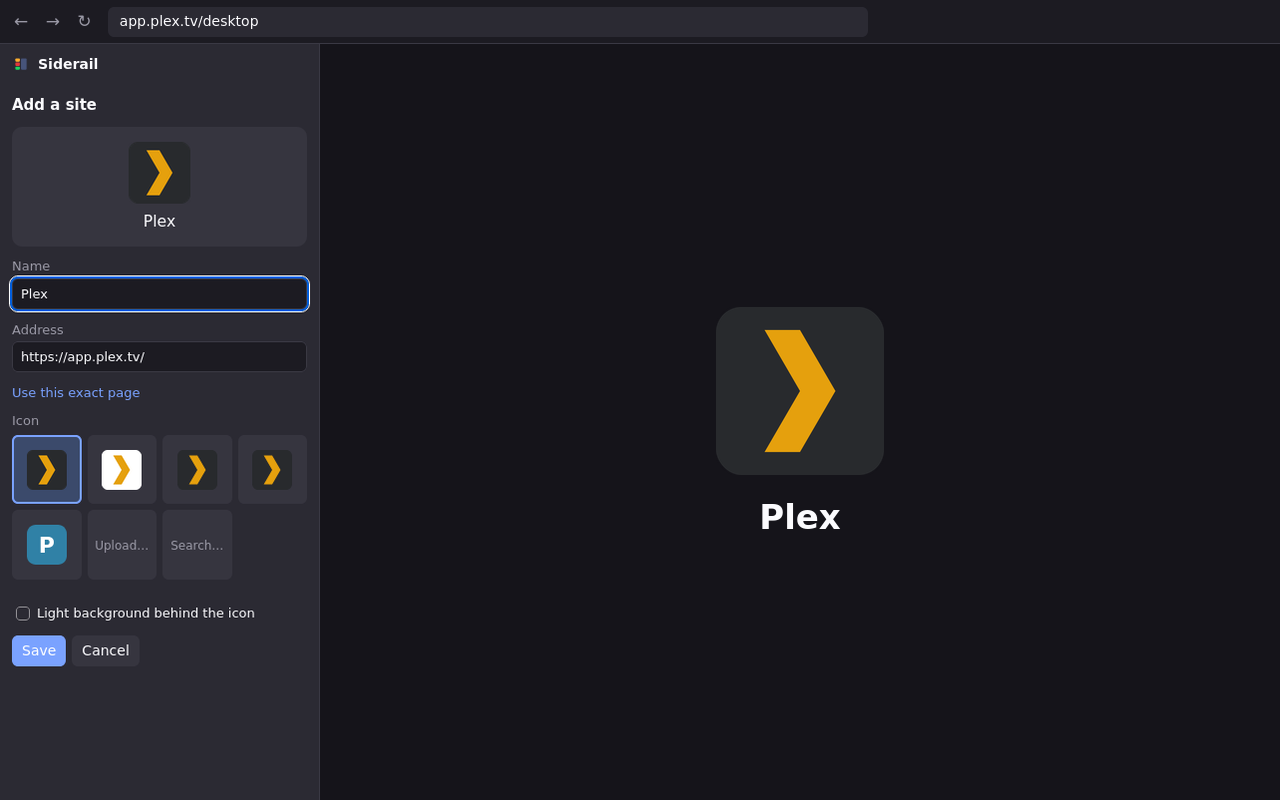 app.plex.tv/desktop
Siderail
Add a site
Plex
Name
Plex
Address
https://app.plex.tv/
Use this exact page
Icon
P
Upload...
Search...
Light background behind the icon
Save
Cancel
Plex